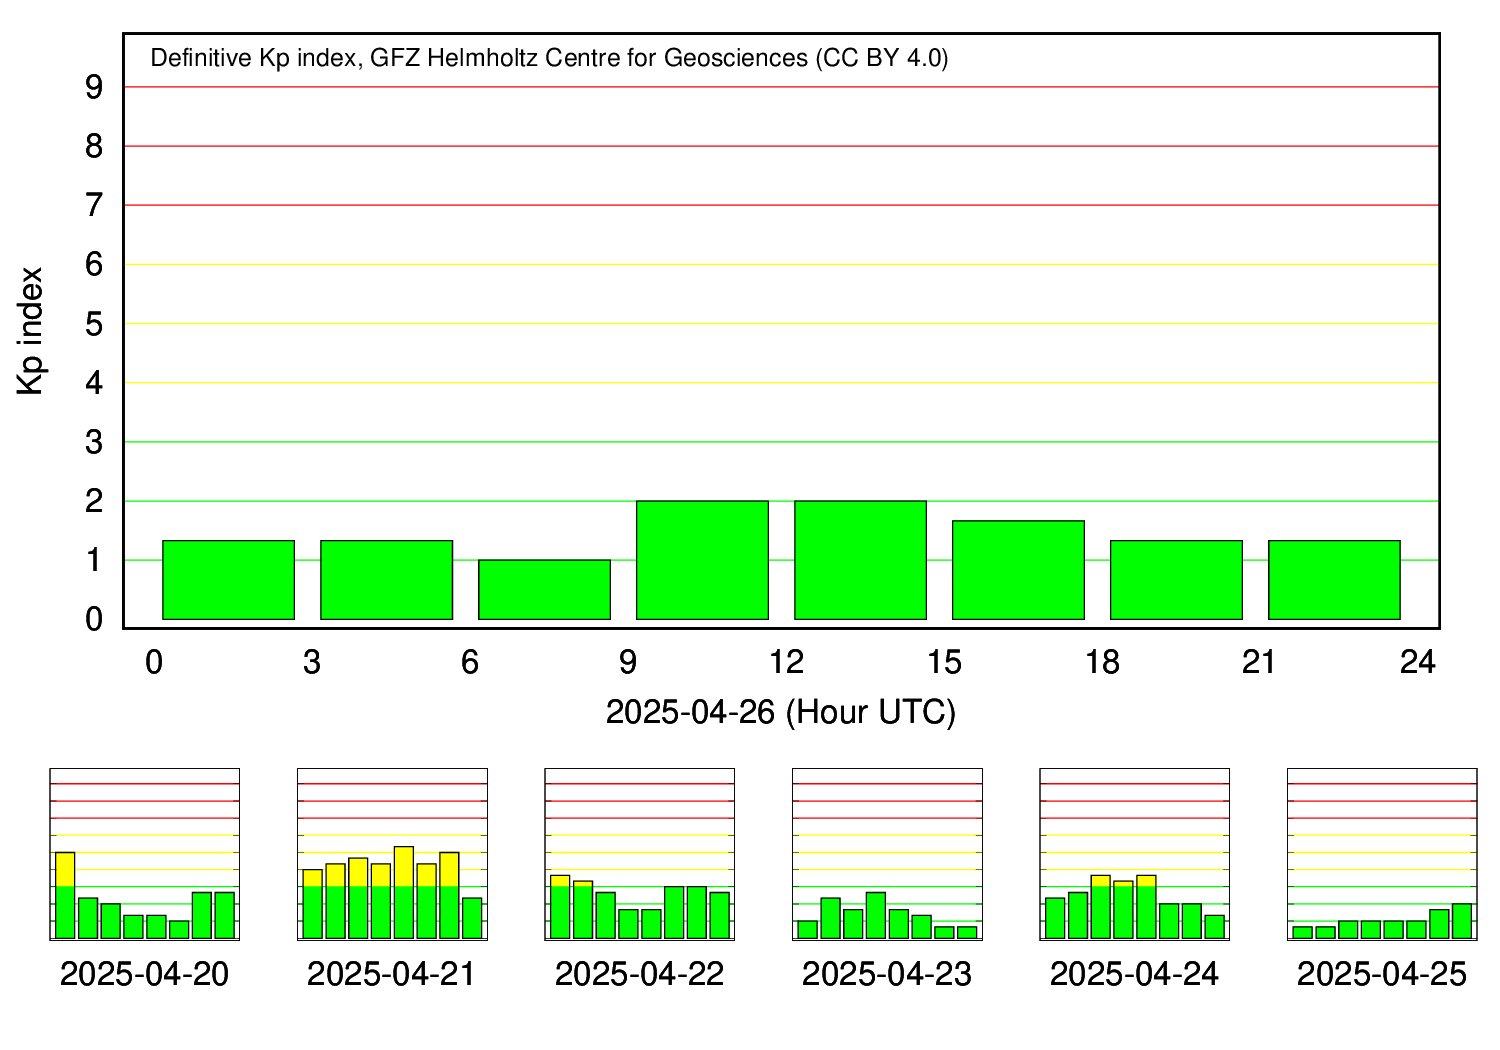 Definitive Kp index, GFZ Helmholtz Centre for Geosciences (CC BY 4.0)
9
8
7
6
5
4
3
2
1
0
Kp index
0 3 6 9 12 15 18 21 24
2025-04-26 (Hour UTC)
2025-04-20 2025-04-21 2025-04-22 2025-04-23 2025-04-24 2025-04-25